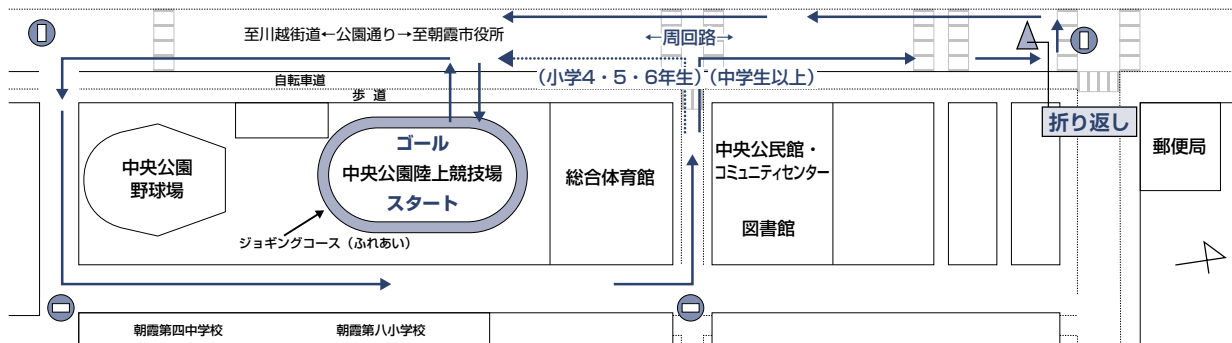 至川越街道←公園通り→至朝霞市役所
←周回路→
(小学4・5・6年生)(中学生以上)
自転車道
歩 道
折り返し
ゴール
中央公園陸上競技場
スタート
中央公園
野球場
総合体育館
中央公民館・
コミュニティセンター
図書館
郵便局
ジョギングコース(ふれあい)
朝霞第四中学校
朝霞第八小学校